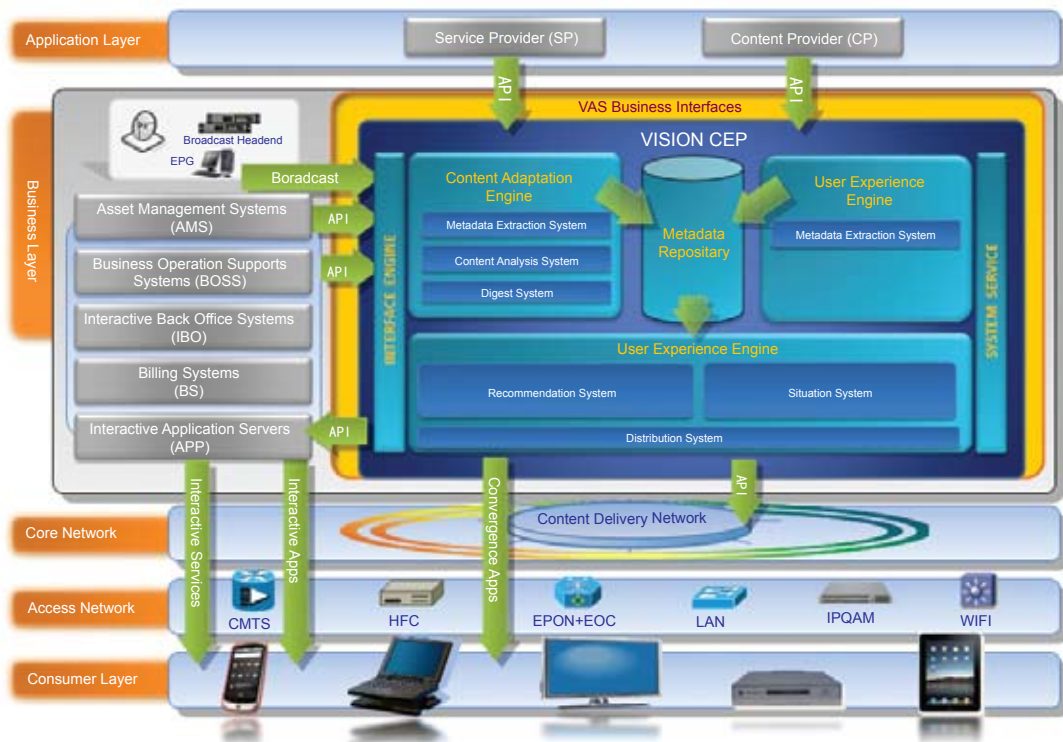 Application Layer
Service Provider (SP)
Content Provider (CP)
API
API
Business Layer
Broadcast Headend
EPG
Boradcast
Asset Management Systems
(AMS)
API
Business Operation Supports
Systems (BOSS)
API
Interactive Back Office Systems
(IBO)
Billing Systems
(BS)
Interactive Application Servers
(APP)
API
VAS Business Interfaces
VISION CEP
INTERFACE ENGINE
Content Adaptation
Engine
Metadata Extraction System
Content Analysis System
Digest System
Metadata
Repository
User Experience
Engine
Metadata Extraction System
SYSTEM SERVICE
User Experience Engine
Recommendation System
Situation System
Distribution System
Interactive Services
Interactive Apps
Convergence Apps
API
Core Network
Content Delivery Network
Access Network
CMTS
HFC
EPON+EOC
LAN
IPQAM
WIFI
Consumer Layer